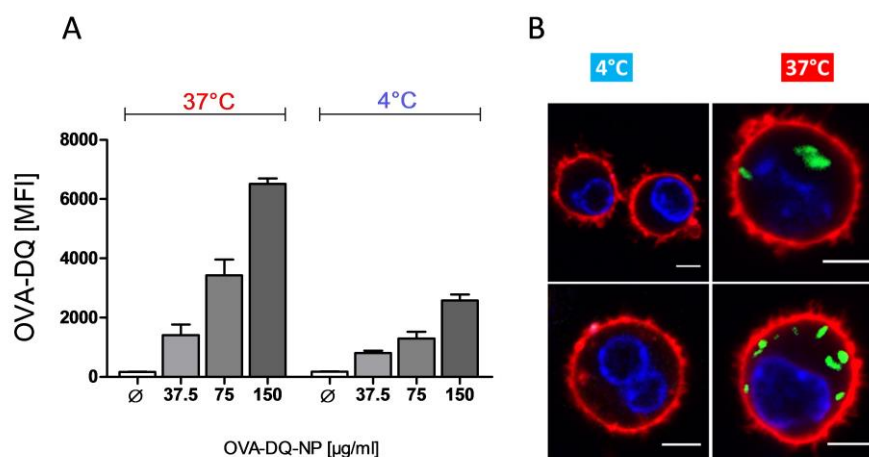 A
37°C
4°C
OVA-DQ [MFI]
8000
6000
4000
2000
0
Ø 37.5 75 150 Ø 37.5 75 150
OVA-DQ-NP [µg/ml]
B
4°C
37°C